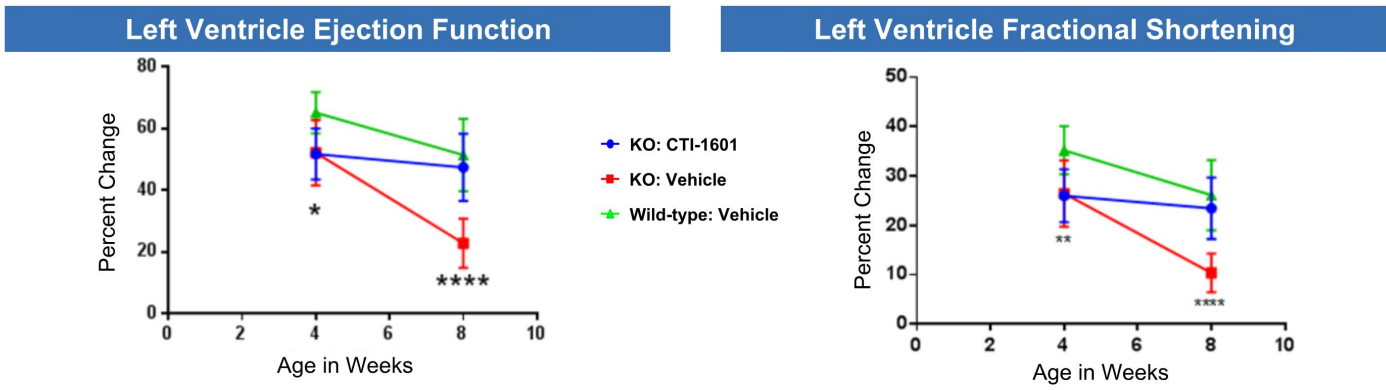 Left Ventricle Ejection Function
Percent Change
80
60
40
20
0
*
****
0 2 4 6 8 10
Age in Weeks
KO: CTI-1601
KO: Vehicle
Wild-type: Vehicle
Left Ventricle Fractional Shortening
Percent Change
50
40
30
20
10
0
**
****
0 2 4 6 8 10
Age in Weeks